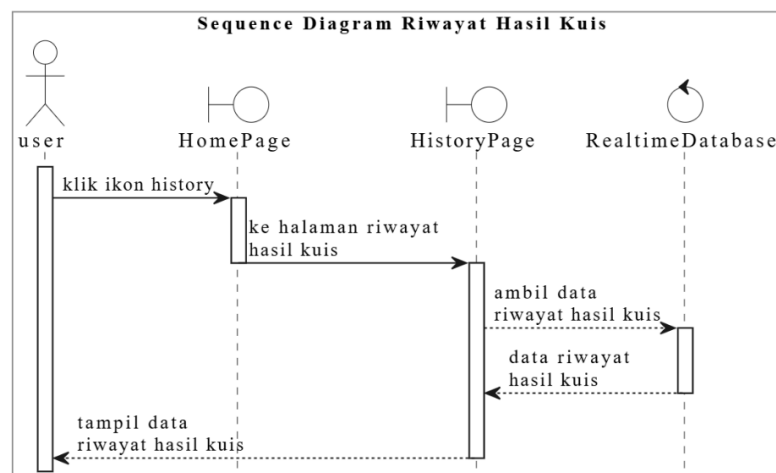 Sequence Diagram Riwayat Hasil Kuis
user
HomePage
HistoryPage
RealtimeDatabase
klik ikon history
ke halaman riwayat
hasil kuis
ambil data
riwayat hasil kuis
data riwayat
hasil kuis
tampil data
riwayat hasil kuis